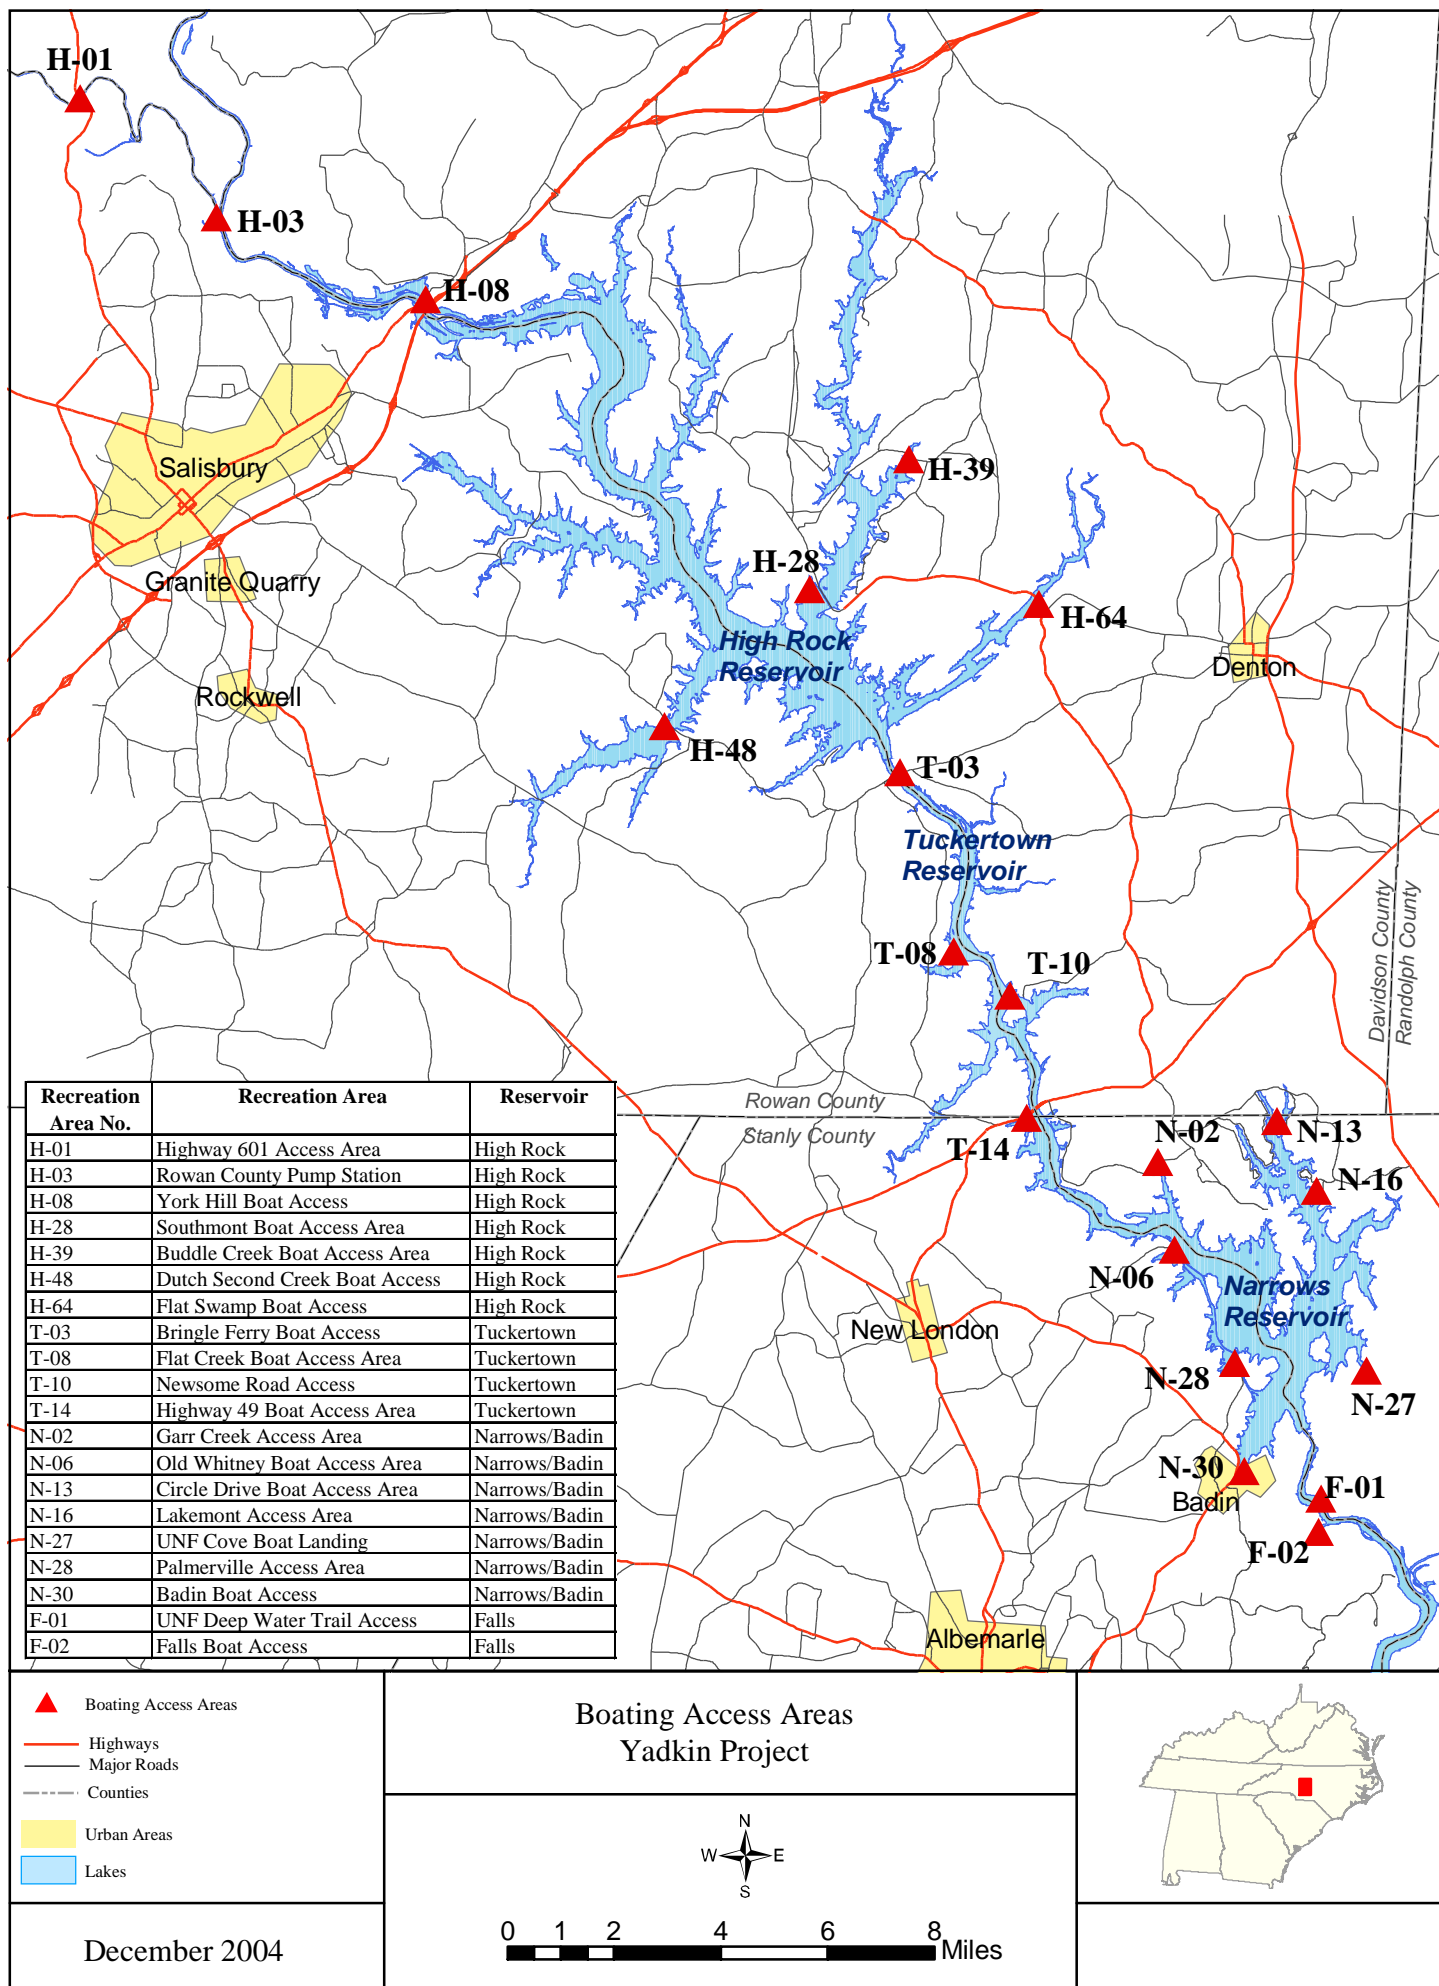 H-01
H-03
H-08
Salisbury
H-39
Granite Quarry
H-28
H-64
High Rock
Reservoir
Denton
Rockwell
H-48
T-03
Tuckertown
Reservoir
T-08
T-10
Davidson County
Randolph County
Rowan County
Stanly County
T-14
N-02
N-13
N-16
N-06
Narrows
Reservoir
New London
N-28
N-27
N-30
Badin
F-01
F-02
Albemarle
Recreation Area No. Recreation Area Reservoir
H-01 Highway 601 Access Area High Rock
H-03 Rowan County Pump Station High Rock
H-08 York Hill Boat Access High Rock
H-28 Southmont Boat Access Area High Rock
H-39 Buddle Creek Boat Access Area High Rock
H-48 Dutch Second Creek Boat Access High Rock
H-64 Flat Swamp Boat Access High Rock
T-03 Bringle Ferry Boat Access Tuckertown
T-08 Flat Creek Boat Access Area Tuckertown
T-10 Newsome Road Access Tuckertown
T-14 Highway 49 Boat Access Area Tuckertown
N-02 Garr Creek Access Area Narrows/Badin
N-06 Old Whitney Boat Access Area Narrows/Badin
N-13 Circle Drive Boat Access Area Narrows/Badin
N-16 Lakemont Access Area Narrows/Badin
N-27 UNF Cove Boat Landing Narrows/Badin
N-28 Palmerville Access Area Narrows/Badin
N-30 Badin Boat Access Narrows/Badin
F-01 UNF Deep Water Trail Access Falls
F-02 Falls Boat Access Falls
Boating Access Areas
Highways
Major Roads
Counties
Urban Areas
Lakes
December 2004
Boating Access Areas
Yadkin Project
N
W E
S
0 1 2 4 6 8
Miles